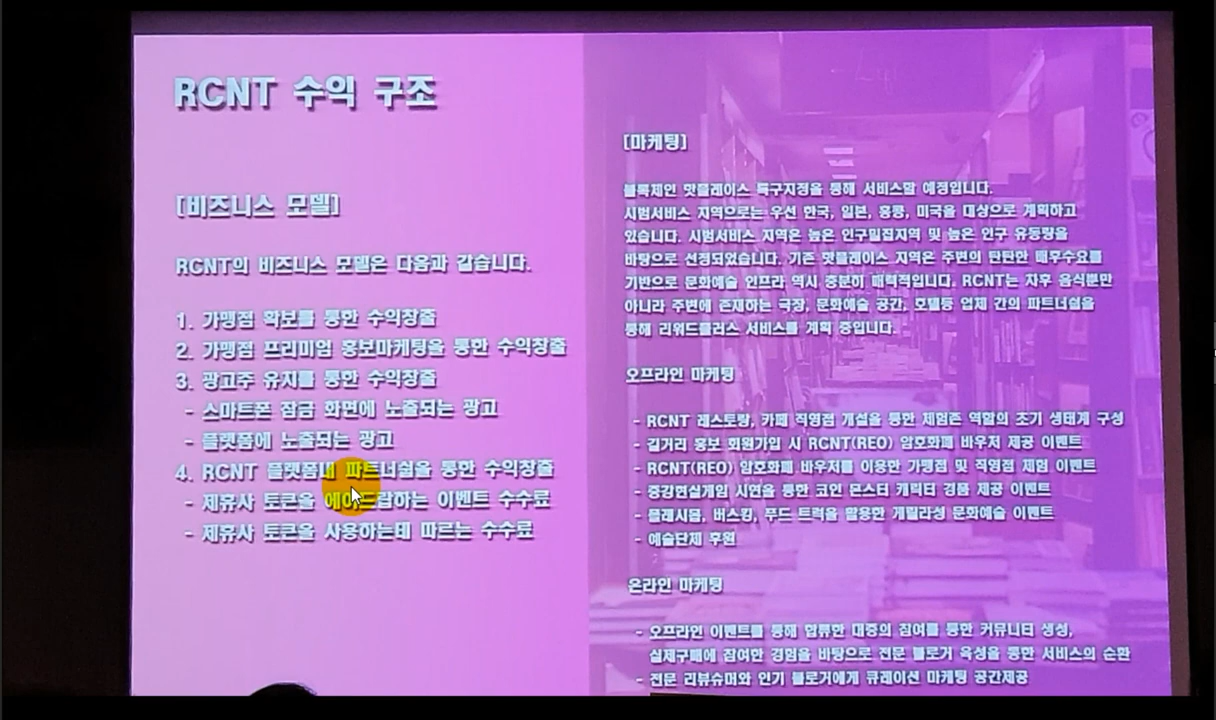 RCNT 수익 구조
[비즈니스 모델]
RCNT의 비즈니스 모델은 다음과 같습니다.
1. 가맹점 확보를 통한 수익창출
2. 가맹점 프리미엄 홍보마케팅을 통한 수익창출
3. 광고주 유치를 통한 수익창출
- 스마트폰 잠금 화면에 노출되는 광고
- 플랫폼에 노출되는 광고
4. RCNT 플랫폼내 파트너쉽을 통한 수익창출
- 제휴사 토큰을 에어드랍하는 이벤트 수수료
- 제휴사 토큰을 사용하는데 따르는 수수료
[마케팅]
블록체인 핫플레이스 특구지정을 통해 서비스할 예정입니다.
시범서비스 지역으로는 우선 한국, 일본, 홍콩, 미국을 대상으로 계획하고
있습니다. 시범서비스 지역은 높은 인구밀집지역 및 높은 인구 유동량을
바탕으로 선정되었습니다. 기존 핫플레이스 지역은 주변의 탄탄한 배후수요를
기반으로 문화예술 인프라 역시 충분히 매력적입니다. RCNT는 차후 음식뿐만
아니라 주변에 존재하는 극장, 문화예술 공간, 호텔등 업체 간의 파트너쉽을
통해 리워드플러스 서비스를 계획 중입니다.
오프라인 마케팅
- RCNT 레스토랑, 카페 직영점 개설을 통한 체험존 역할의 초기 생태계 구성
- 길거리 홍보 회원가입 시 RCNT(REO) 암호화폐 바우처 제공 이벤트
- RCNT(REO) 암호화폐 바우처를 이용한 가맹점 및 직영점 체험 이벤트
- 증강현실게임 시연을 통한 코인 몬스터 캐릭터 경품 제공 이벤트
- 플래시몹, 버스킹, 푸드 트럭을 활용한 게릴라성 문화예술 이벤트
- 예술단체 후원
온라인 마케팅
- 오프라인 이벤트를 통해 합류한 대중의 참여를 통한 커뮤니티 생성,
실제구매에 참여한 경험을 바탕으로 전문 블로거 육성을 통한 서비스의 순환
- 전문 리뷰슈머와 인기 블로거에게 큐레이션 마케팅 공간제공